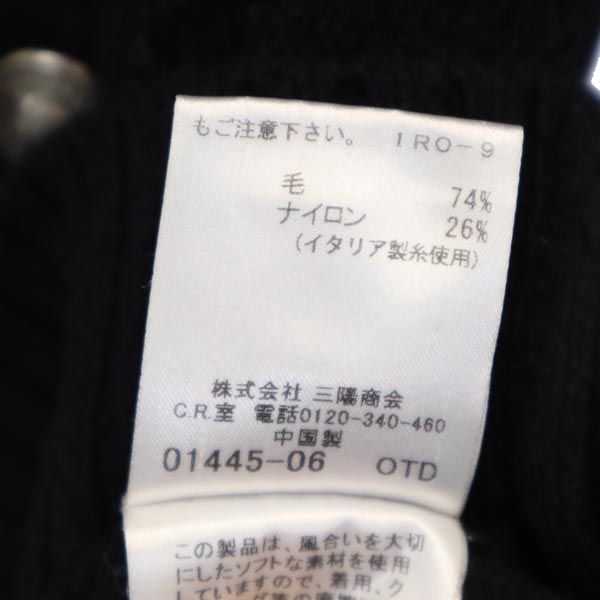 もご注意下さい。 IRO-9
毛 74%
ナイロン 26%
(イタリア製糸使用)
株式会社 三陽商会
C.R.室 電話0120-340-460
中国製
01445-06 OTD
この製品は、風合いを大切
にしたソフトな素材を使用
していますので、着用、ク